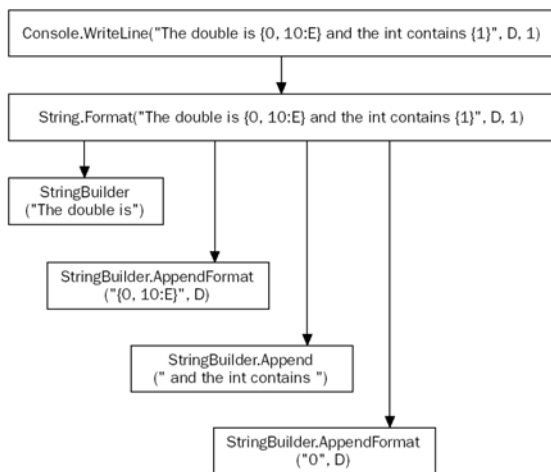 Console.WriteLine("The double is {0, 10:E} and the int contains {1}", D, 1)
String.Format("The double is {0, 10:E} and the int contains {1}", D, 1)
StringBuilder
("The double is")
StringBuilder.AppendFormat
("{0, 10:E}", D)
StringBuilder.Append
(" and the int contains ")
StringBuilder.AppendFormat
("0", D)